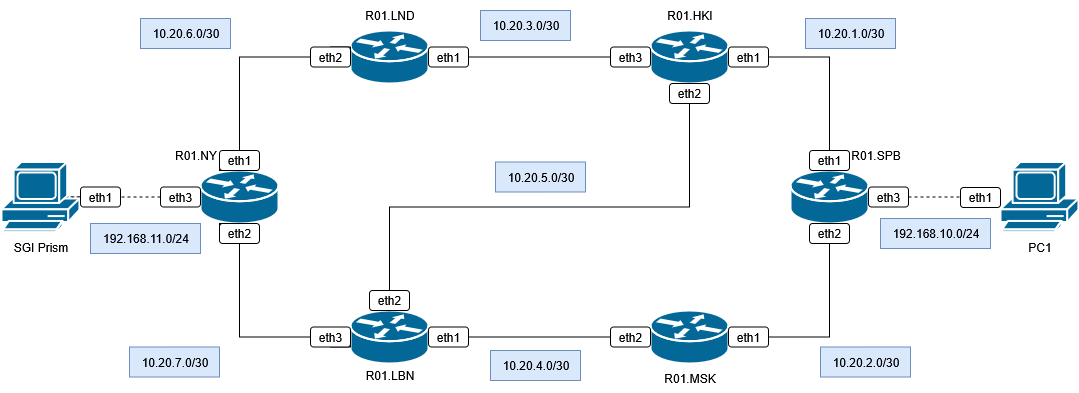 R01.LND
R01.HKI
10.20.6.0/30
10.20.3.0/30
10.20.1.0/30
eth2
eth1
eth3
eth1
eth2
R01.NY
eth1
eth1
R01.SPB
10.20.5.0/30
eth1
eth3
eth3
eth1
SGI Prism
192.168.11.0/24
eth2
eth2
192.168.10.0/24
PC1
eth2
eth3
eth1
eth2
eth1
10.20.7.0/30
R01.LBN
10.20.4.0/30
R01.MSK
10.20.2.0/30